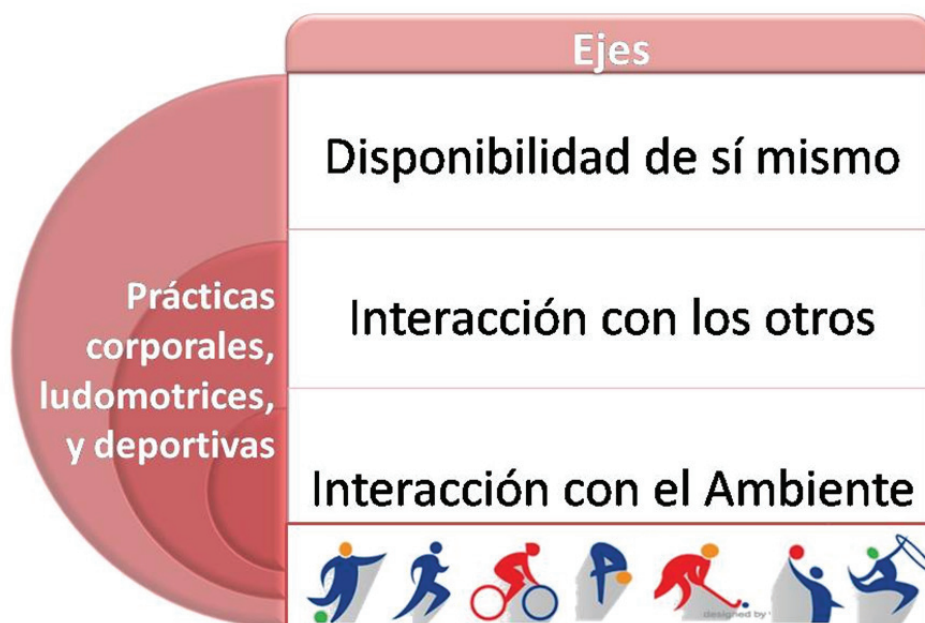 Ejes
Disponibilidad de sí mismo
Prácticas
corporales,
ludomotrices,
y deportivas
Interacción con los otros
Interacción con el Ambiente
designed by